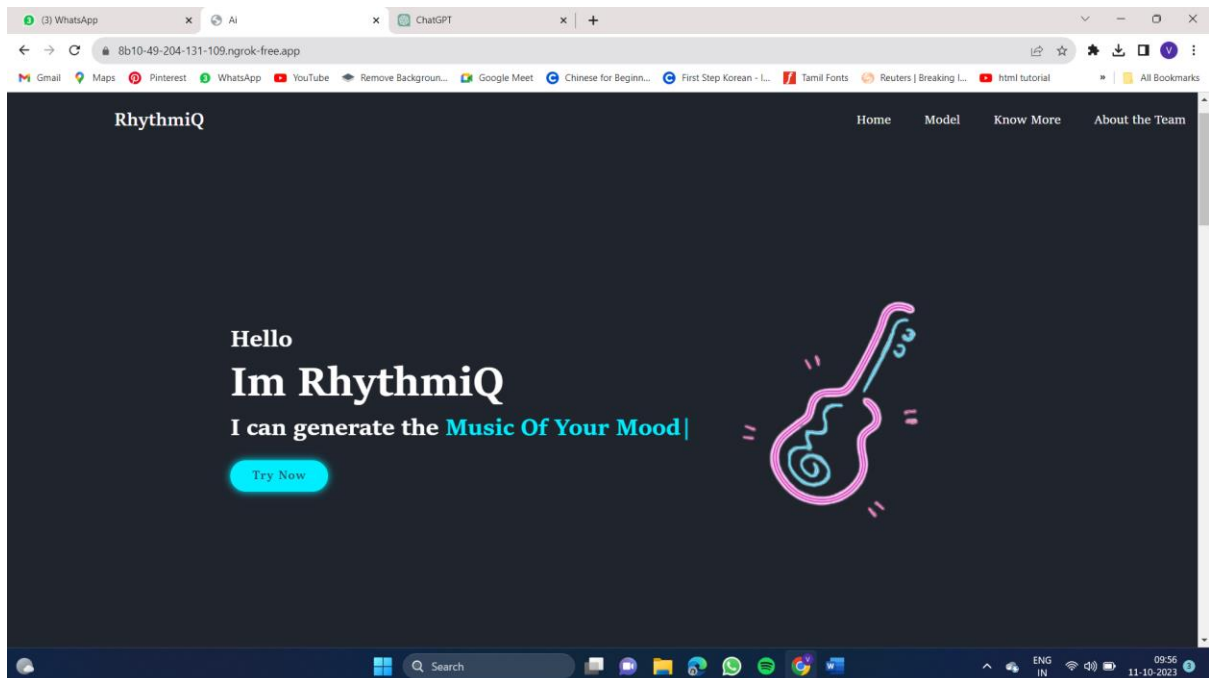 (3) WhatsApp
Ai
ChatGPT
8b10-49-204-131-109.ngrok-free.app
Gmail Maps Pinterest WhatsApp YouTube Remove Backgroun... Google Meet Chinese for Beginn... First Step Korean - I... Tamil Fonts Reuters | Breaking I... html tutorial » All Bookmarks
RhythmiQ
Home Model Know More About the Team
Hello
Im RhythmiQ
I can generate the Music Of Your Mood|
Try Now
Search
ENG
IN
09:56
11-10-2023
3